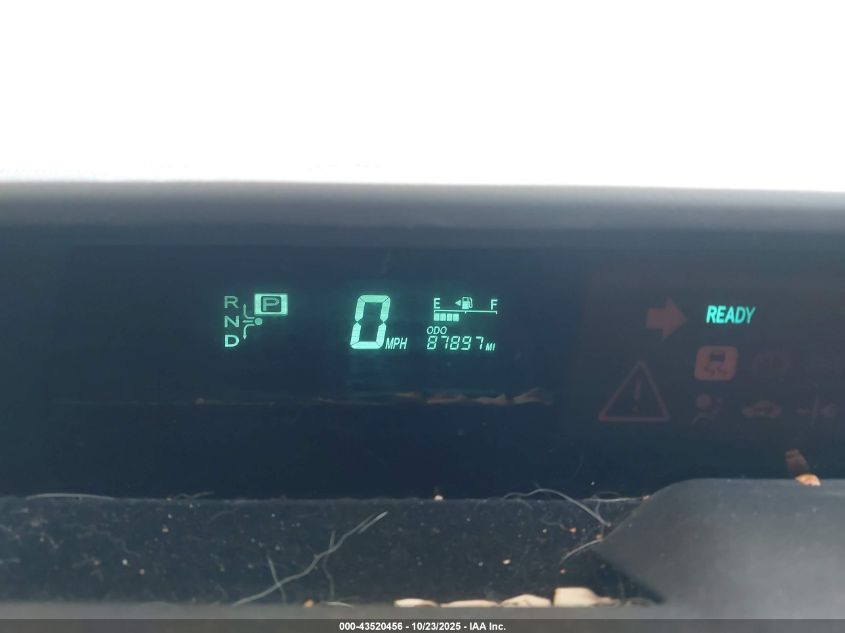 R P
N
D
0 MPH
E F
ODO
87897 MI
READY
000-43520456 - 10/23/2025 - IAA Inc.